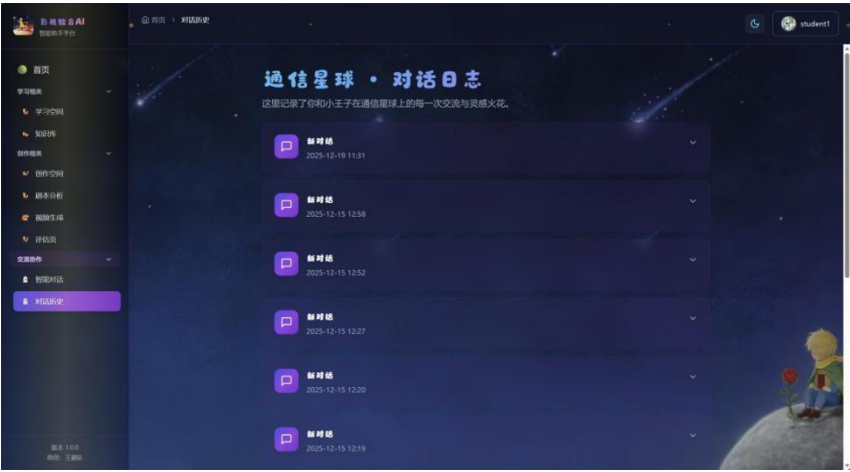 影视教育AI
智能助手平台
首页 > 对话历史
student1
首页
学习相关
学习空间
知识库
创作相关
创作空间
剧本分析
视频生成
评估页
交流协作
智能对话
对话历史
版本 1.0.0
通信星球 · 对话日志
这里记录了你和小王子在通信星球上的每一次交流与灵感火花。
新对话
2025-12-19 11:31
新对话
2025-12-15 12:58
新对话
2025-12-15 12:52
新对话
2025-12-15 12:27
新对话
2025-12-15 12:20
新对话
2025-12-15 12:19